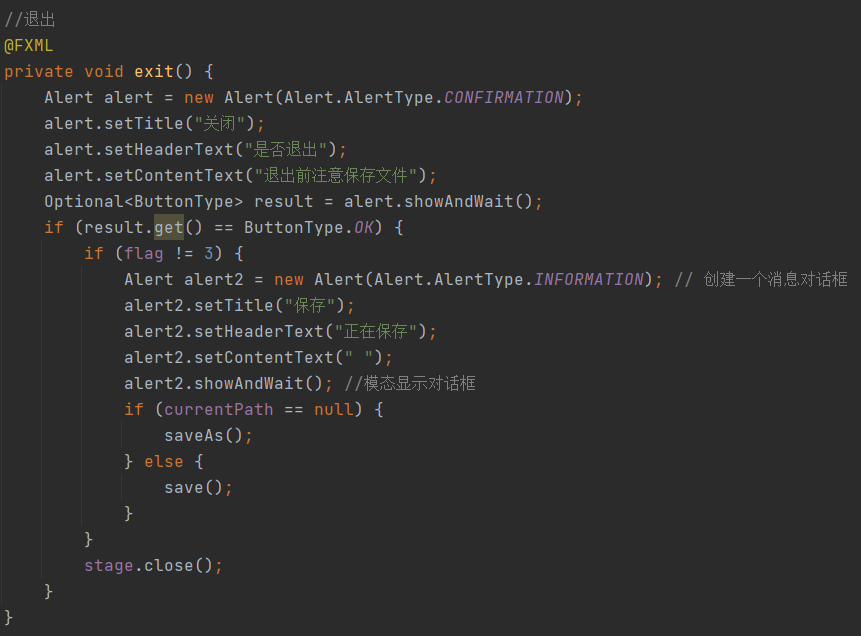 //退出
@FXML
private void exit() {
    Alert alert = new Alert(Alert.AlertType.CONFIRMATION);
    alert.setTitle("关闭");
    alert.setHeaderText("是否退出");
    alert.setContentText("退出前注意保存文件");
    Optional<ButtonType> result = alert.showAndWait();
    if (result.get() == ButtonType.OK) {
        if (flag != 3) {
            Alert alert2 = new Alert(Alert.AlertType.INFORMATION); // 创建一个消息对话框
            alert2.setTitle("保存");
            alert2.setHeaderText("正在保存");
            alert2.setContentText(" ");
            alert2.showAndWait(); //模态显示对话框
            if (currentPath == null) {
                saveAs();
            } else {
                save();
            }
        }
        stage.close();
    }
}